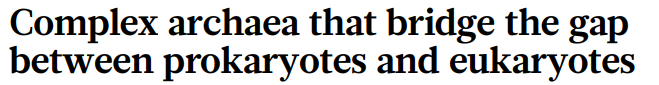 Complex archaea that bridge the gap
between prokaryotes and eukaryotes